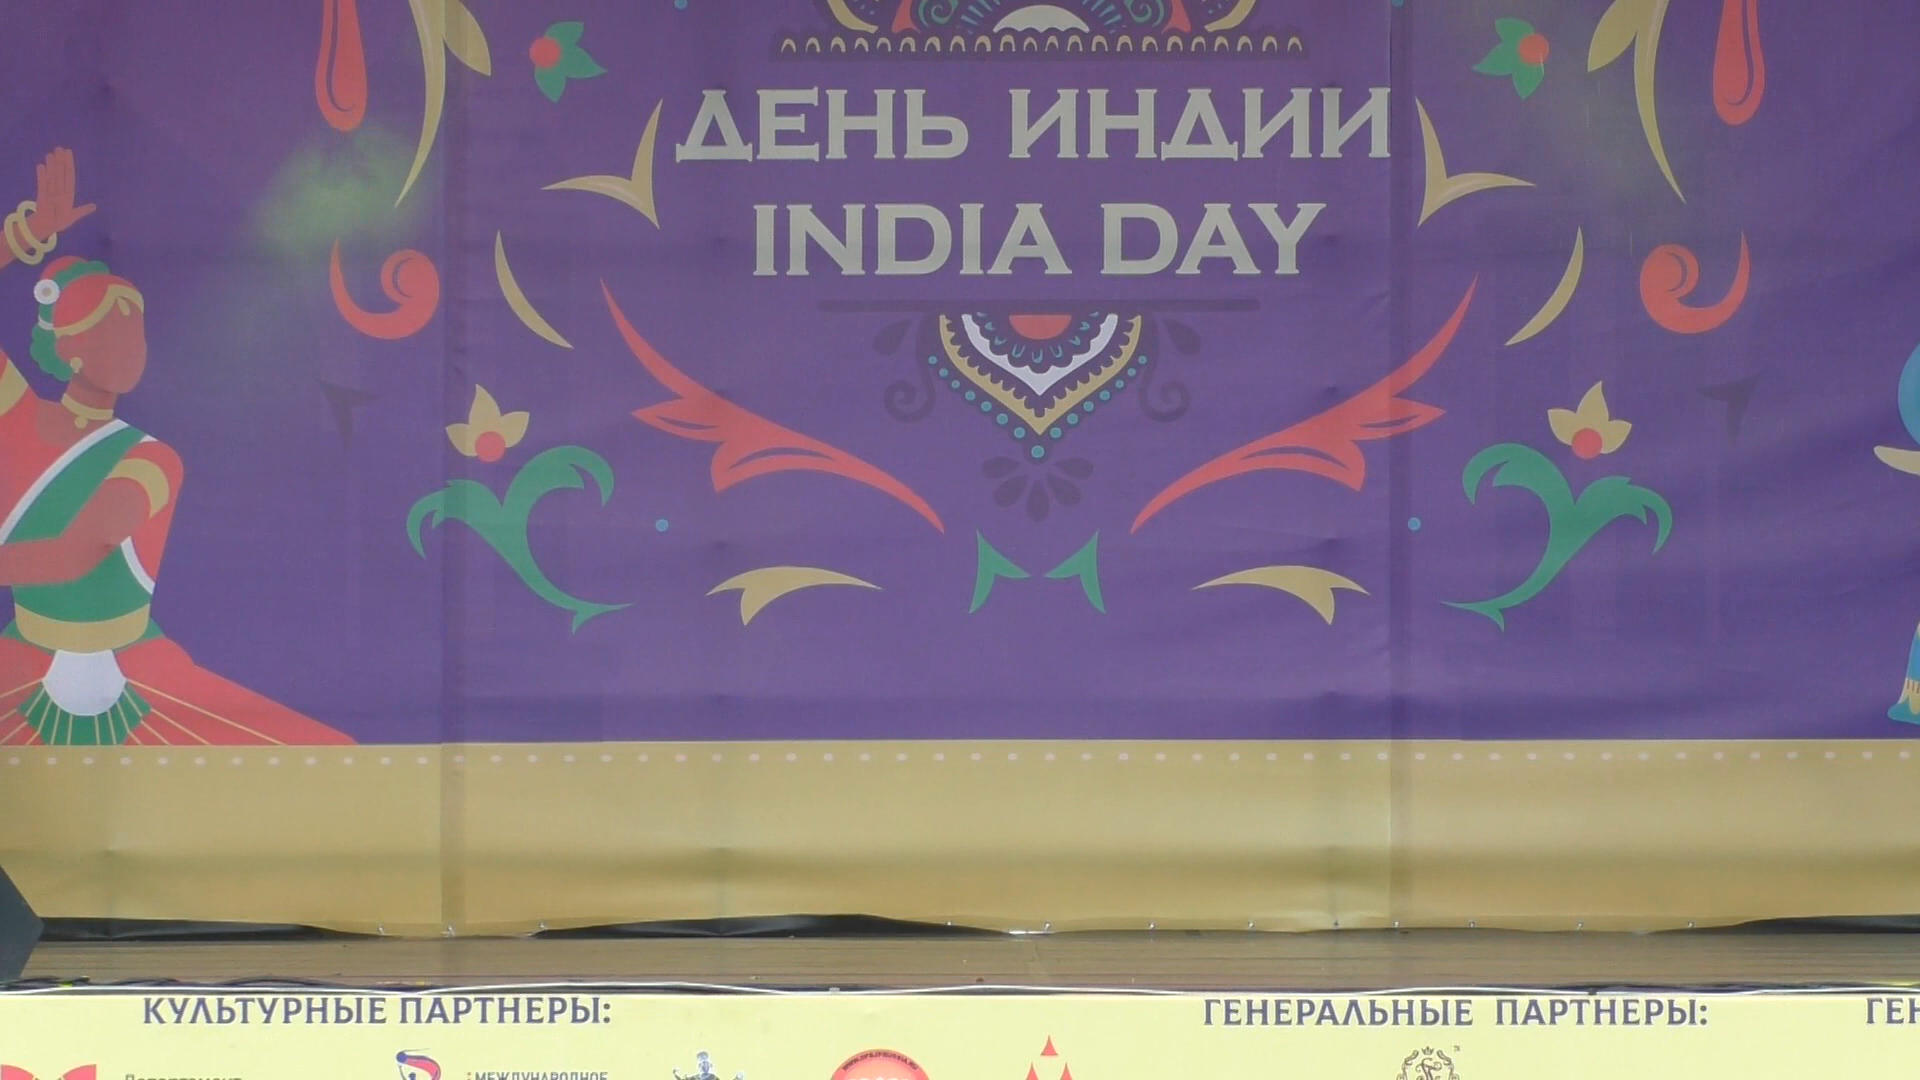 ДЕНЬ ИНДИИ
INDIA DAY
КУЛЬТУРНЫЕ ПАРТНЕРЫ:
ГЕНЕРАЛЬНЫЕ ПАРТНЕРЫ:
МЕЖДУНАРОДНОЕ